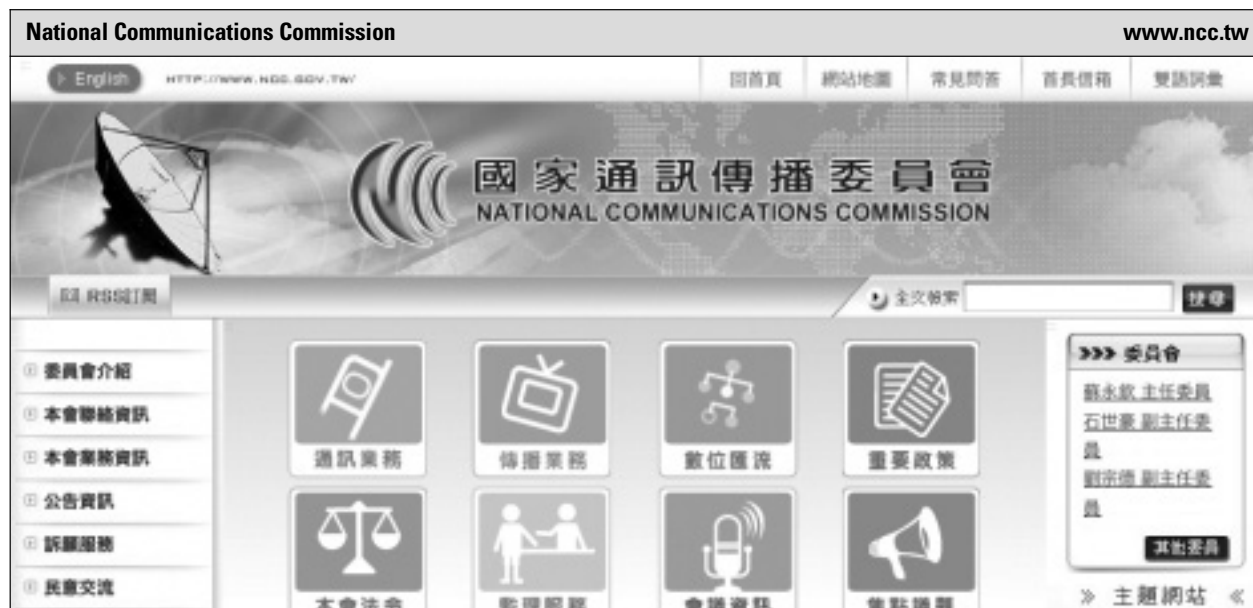 National Communications Commission www.ncc.tw
English HTTP://WWW.NCC.GOV.TW/ 回首頁 網站地圖 常見問答 首長信箱 雙語詞彙
國家通訊傳播委員會
NATIONAL COMMUNICATIONS COMMISSION
RSS訂閱 全文檢索 搜尋
委員會介紹
本會聯絡資訊
本會業務資訊
公告資訊
訴願服務
民意交流
通訊業務 傳播業務 數位匯流 重要政策
本會法令 監理服務 會議資訊 焦點議題
>>> 委員會
蘇永欽 主任委員
石世豪 副主任委
員
劉宗德 副主任委
員
其他委員
» 主題網站 «